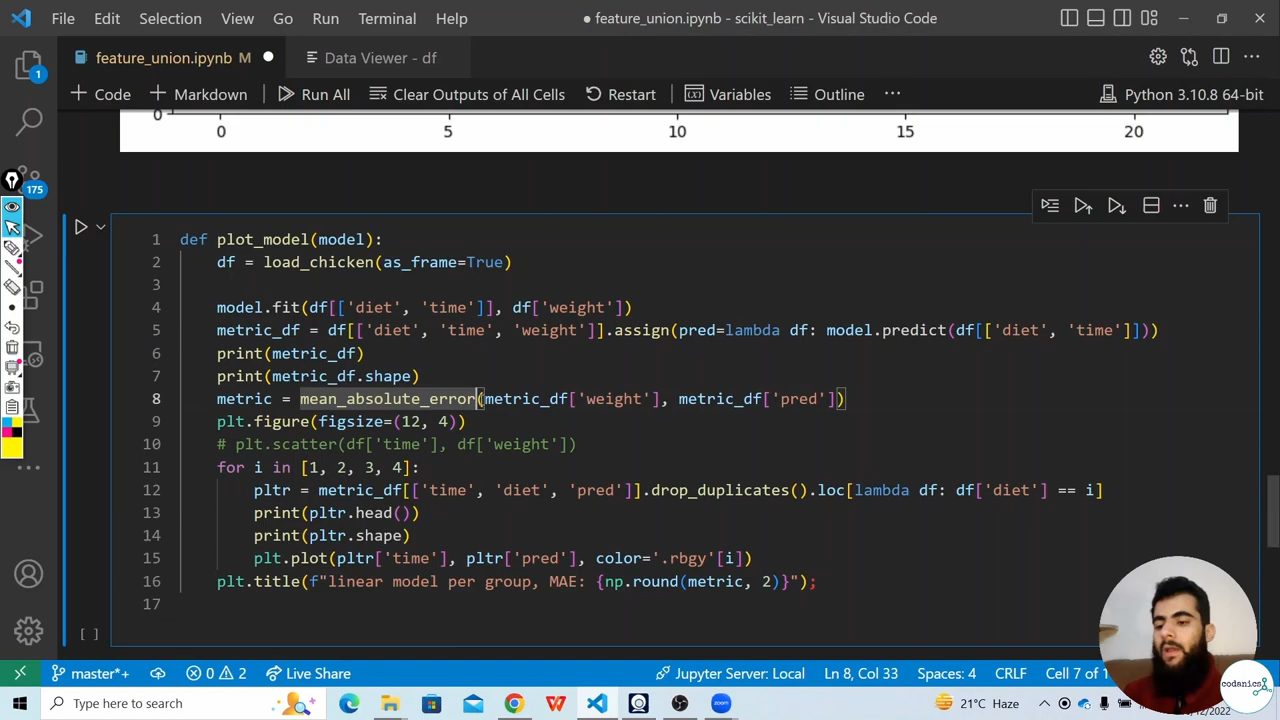 File Edit Selection View Go Run Terminal Help
● feature_union.ipynb - scikit_learn - Visual Studio Code
feature_union.ipynb M ●
Data Viewer - df
+ Code + Markdown Run All Clear Outputs of All Cells Restart Variables Outline ... Python 3.10.8 64-bit
1
175
0
0 5 10 15 20
1 def plot_model(model):
2 df = load_chicken(as_frame=True)
3
4 model.fit(df[['diet', 'time']], df['weight'])
5 metric_df = df[['diet', 'time', 'weight']].assign(pred=lambda df: model.predict(df[['diet', 'time']]))
6 print(metric_df)
7 print(metric_df.shape)
8 metric = mean_absolute_error(metric_df['weight'], metric_df['pred'])
9 plt.figure(figsize=(12, 4))
10 # plt.scatter(df['time'], df['weight'])
11 for i in [1, 2, 3, 4]:
12 pltr = metric_df[['time', 'diet', 'pred']].drop_duplicates().loc[lambda df: df['diet'] == i]
13 print(pltr.head())
14 print(pltr.shape)
15 plt.plot(pltr['time'], pltr['pred'], color='.rbgy'[i])
16 plt.title(f"linear model per group, MAE: {np.round(metric, 2)}");
17
[ ]
codanics
master*+ 0 2 Live Share Jupyter Server: Local Ln 8, Col 33 Spaces: 4 CRLF Cell 7 of 1
Type here to search
21°C Haze
/12/2022